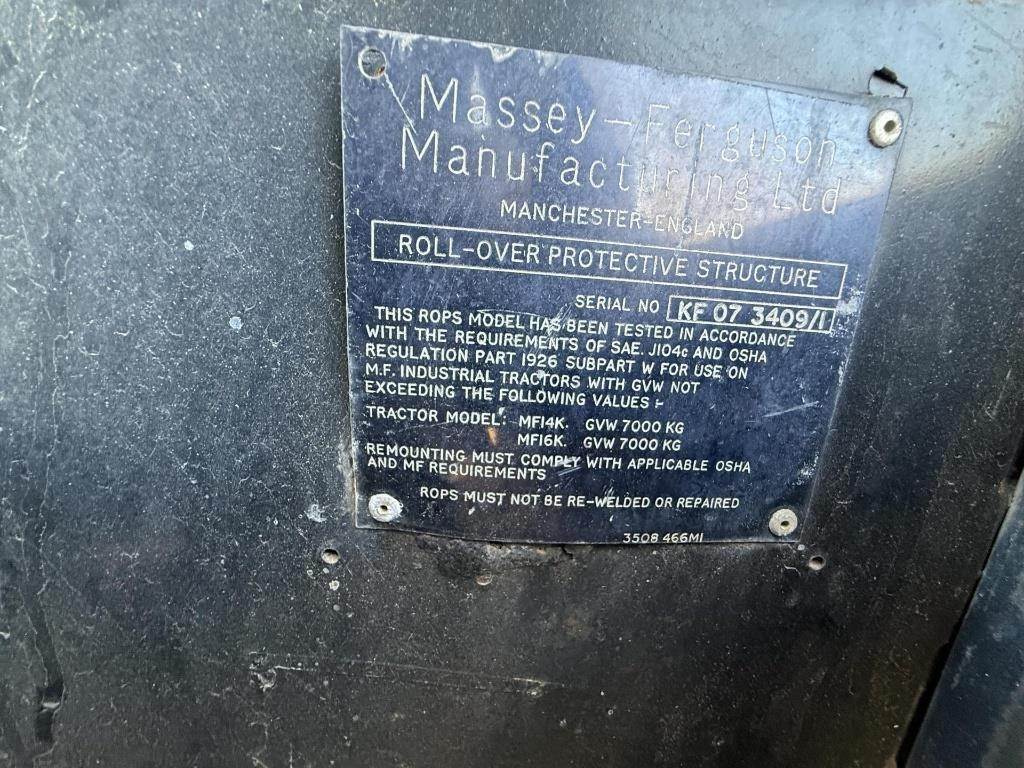 Massey-Ferguson
Manufacturing Ltd
MANCHESTER-ENGLAND
ROLL-OVER PROTECTIVE STRUCTURE
SERIAL NO KF 07 3409/1
THIS ROPS MODEL HAS BEEN TESTED IN ACCORDANCE
WITH THE REQUIREMENTS OF SAE. J104c AND OSHA
REGULATION PART 1926 SUBPART W FOR USE ON
M.F. INDUSTRIAL TRACTORS WITH GVW NOT
EXCEEDING THE FOLLOWING VALUES :-
TRACTOR MODEL: MF14K. GVW 7000 KG
MF16K. GVW 7000 KG
REMOUNTING MUST COMPLY WITH APPLICABLE OSHA
AND MF REQUIREMENTS
ROPS MUST NOT BE RE-WELDED OR REPAIRED
3508 466M1